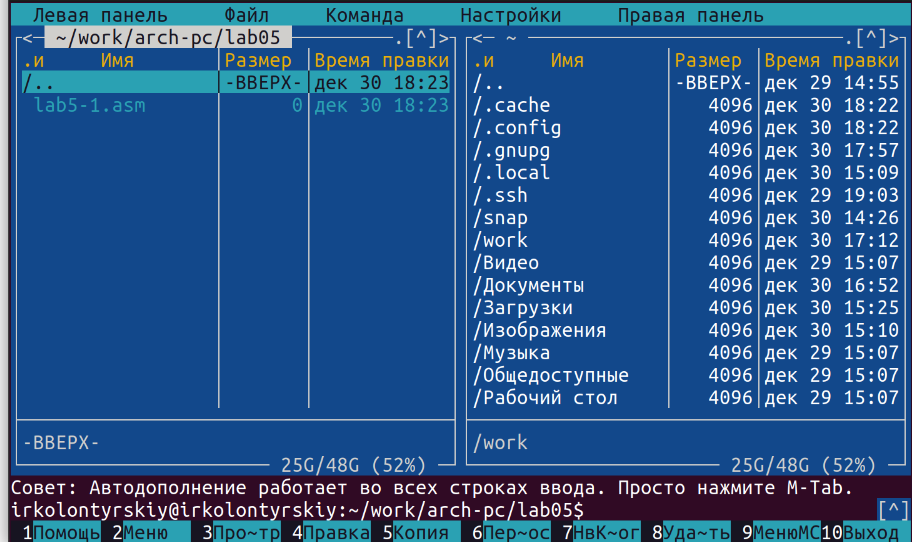 Левая панель Файл Команда Настройки Правая панель
<─ ~/work/arch-pc/lab05 ─.[^]>
.и Имя Размер Время правки
/.. -ВВЕРХ- дек 30 18:23
lab5-1.asm 0 дек 30 18:23
-ВВЕРХ-
25G/48G (52%)
<─ ~ ─.[^]>
.и Имя Размер Время правки
/.. -ВВЕРХ- дек 29 14:55
/.cache 4096 дек 30 18:22
/.config 4096 дек 30 18:22
/.gnupg 4096 дек 30 17:57
/.local 4096 дек 30 15:09
/.ssh 4096 дек 29 19:03
/snap 4096 дек 30 14:26
/work 4096 дек 30 17:12
/Видео 4096 дек 29 15:07
/Документы 4096 дек 30 16:52
/Загрузки 4096 дек 30 15:25
/Изображения 4096 дек 30 15:10
/Музыка 4096 дек 29 15:07
/Общедоступные 4096 дек 29 15:07
/Рабочий стол 4096 дек 29 15:07
/work
25G/48G (52%)
Совет: Автодополнение работает во всех строках ввода. Просто нажмите M-Tab.
irkolontyrskiy@irkolontyrskiy:~/work/arch-pc/lab05$ [^]
1Помощь 2Меню 3Про~тр 4Правка 5Копия 6Пер~ос 7НвК~ог 8Уда~ть 9МенюMC 10Выход